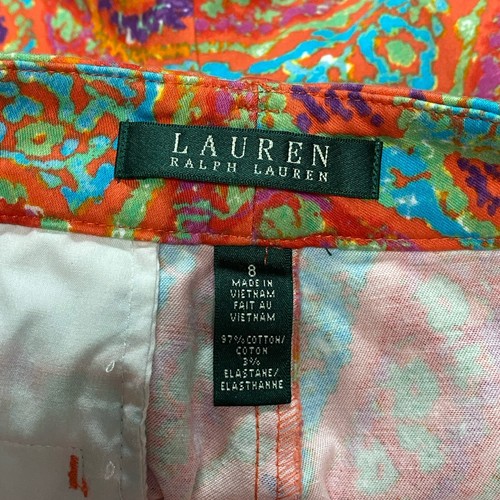 LAUREN
RALPH LAUREN
8
MADE IN
VIETNAM
FAIT AU
VIETNAM
97% COTTON/
COTON
3%
ELASTANE/
ELASTHANNE